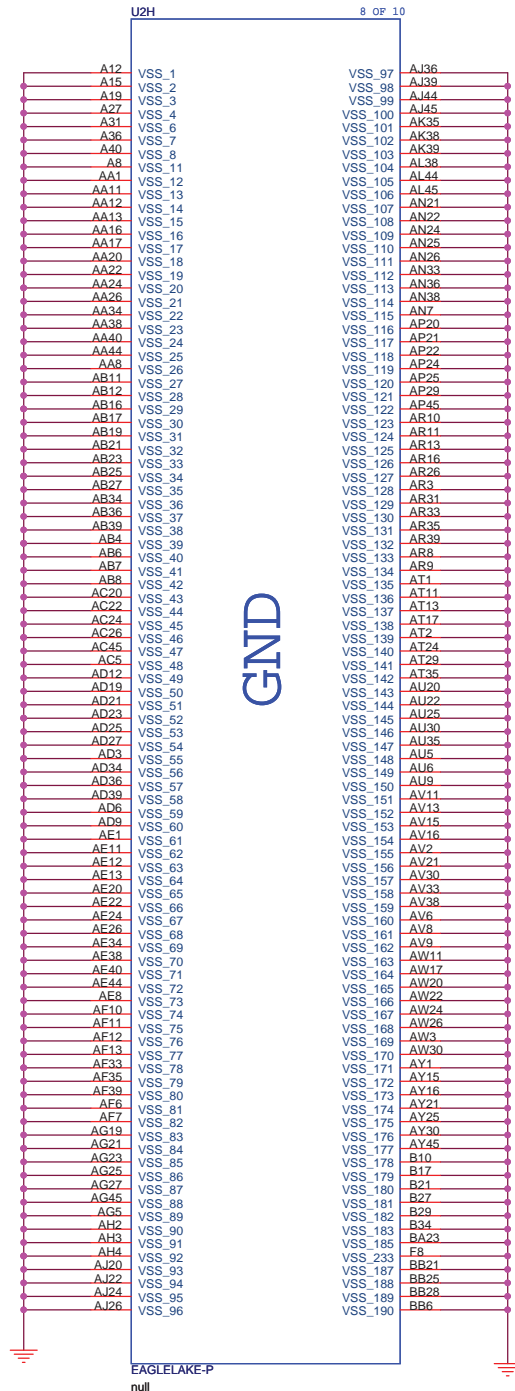 U2H 8 OF 10
A12 VSS_1 VSS_97 AJ36
A15 VSS_2 VSS_98 AJ39
A19 VSS_3 VSS_99 AJ44
A27 VSS_4 VSS_100 AJ45
A31 VSS_6 VSS_101 AK35
A36 VSS_7 VSS_102 AK38
A40 VSS_8 VSS_103 AK39
A8 VSS_11 VSS_104 AL38
AA1 VSS_12 VSS_105 AL44
AA11 VSS_13 VSS_106 AL45
AA12 VSS_14 VSS_107 AN21
AA13 VSS_15 VSS_108 AN22
AA16 VSS_16 VSS_109 AN24
AA17 VSS_17 VSS_110 AN25
AA20 VSS_18 VSS_111 AN26
AA22 VSS_19 VSS_112 AN33
AA24 VSS_20 VSS_113 AN36
AA26 VSS_21 VSS_114 AN38
AA34 VSS_22 VSS_115 AN7
AA38 VSS_23 VSS_116 AP20
AA40 VSS_24 VSS_117 AP21
AA44 VSS_25 VSS_118 AP22
AA8 VSS_26 VSS_119 AP24
AB11 VSS_27 VSS_120 AP25
AB12 VSS_28 VSS_121 AP29
AB16 VSS_29 VSS_122 AP45
AB17 VSS_30 VSS_123 AR10
AB19 VSS_31 VSS_124 AR11
AB21 VSS_32 VSS_125 AR13
AB23 VSS_33 VSS_126 AR16
AB25 VSS_34 VSS_127 AR26
AB27 VSS_35 VSS_128 AR3
AB34 VSS_36 VSS_129 AR31
AB36 VSS_37 VSS_130 AR33
AB39 VSS_38 VSS_131 AR35
AB4 VSS_39 VSS_132 AR39
AB6 VSS_40 VSS_133 AR8
AB7 VSS_41 VSS_134 AR9
AB8 VSS_42 VSS_135 AT1
AC20 VSS_43 VSS_136 AT11
AC22 VSS_44 VSS_137 AT13
AC24 VSS_45 VSS_138 AT17
AC26 VSS_46 VSS_139 AT2
AC45 VSS_47 VSS_140 AT24
AC5 VSS_48 VSS_141 AT29
AD12 VSS_49 VSS_142 AT35
AD19 VSS_50 VSS_143 AU20
AD21 VSS_51 VSS_144 AU22
AD23 VSS_52 VSS_145 AU25
AD25 VSS_53 VSS_146 AU30
AD27 VSS_54 VSS_147 AU35
AD3 VSS_55 VSS_148 AU5
AD34 VSS_56 VSS_149 AU6
AD36 VSS_57 VSS_150 AU9
AD39 VSS_58 VSS_151 AV11
AD6 VSS_59 VSS_152 AV13
AD9 VSS_60 VSS_153 AV15
AE1 VSS_61 VSS_154 AV16
AE11 VSS_62 VSS_155 AV2
AE12 VSS_63 VSS_156 AV21
AE13 VSS_64 VSS_157 AV30
AE20 VSS_65 VSS_158 AV33
AE22 VSS_66 VSS_159 AV38
AE24 VSS_67 VSS_160 AV6
AE26 VSS_68 VSS_161 AV8
AE34 VSS_69 VSS_162 AV9
AE38 VSS_70 VSS_163 AW11
AE40 VSS_71 VSS_164 AW17
AE44 VSS_72 VSS_165 AW20
AE8 VSS_73 VSS_166 AW22
AF10 VSS_74 VSS_167 AW24
AF11 VSS_75 VSS_168 AW26
AF12 VSS_76 VSS_169 AW3
AF13 VSS_77 VSS_170 AW30
AF33 VSS_78 VSS_171 AY1
AF35 VSS_79 VSS_172 AY15
AF39 VSS_80 VSS_173 AY16
AF6 VSS_81 VSS_174 AY21
AF7 VSS_82 VSS_175 AY25
AG19 VSS_83 VSS_176 AY30
AG21 VSS_84 VSS_177 AY45
AG23 VSS_85 VSS_178 B10
AG25 VSS_86 VSS_179 B17
AG27 VSS_87 VSS_180 B21
AG45 VSS_88 VSS_181 B27
AG5 VSS_89 VSS_182 B29
AH2 VSS_90 VSS_183 B34
AH3 VSS_91 VSS_185 BA23
AH4 VSS_92 VSS_233 F8
AJ20 VSS_93 VSS_187 BB21
AJ22 VSS_94 VSS_188 BB25
AJ24 VSS_95 VSS_189 BB28
AJ26 VSS_96 VSS_190 BB6
GND
EAGLELAKE-P
null